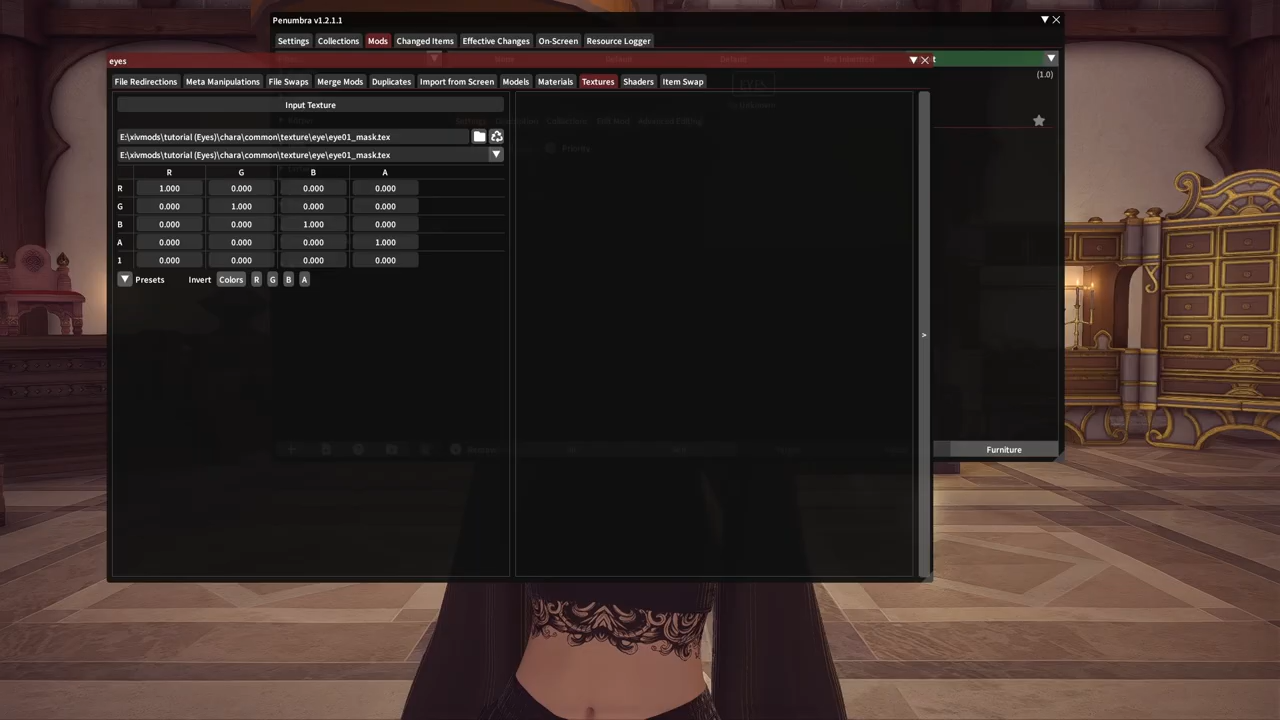 Penumbra v1.2.1.1
Settings Collections Mods Changed Items Effective Changes On-Screen Resource Logger
eyes
(1.0)
File Redirections Meta Manipulations File Swaps Merge Mods Duplicates Import from Screen Models Materials Textures Shaders Item Swap
Input Texture
E:\xivmods\tutorial (Eyes)\chara\common\texture\eye\eye01_mask.tex
E:\xivmods\tutorial (Eyes)\chara\common\texture\eye\eye01_mask.tex
R G B A
R 1.000 0.000 0.000 0.000
G 0.000 1.000 0.000 0.000
B 0.000 0.000 1.000 0.000
A 0.000 0.000 0.000 1.000
1 0.000 0.000 0.000 0.000
Presets Invert Colors R G B A
>
Furniture